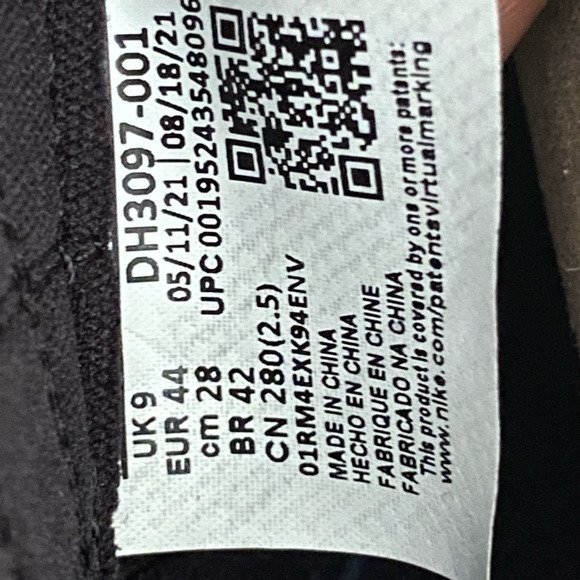 UK 9 DH3097-001
EUR 44 05/11/21 | 08/18/21
cm 28 UPC 00195243548096
BR 42
CN 280(2.5)
01RM4EXK94ENV
MADE IN CHINA
HECHO EN CHINA
FABRIQUE EN CHINE
FABRICADO NA CHINA
This product is covered by one or more patents:
www.nike.com/patentsvirtualmarking